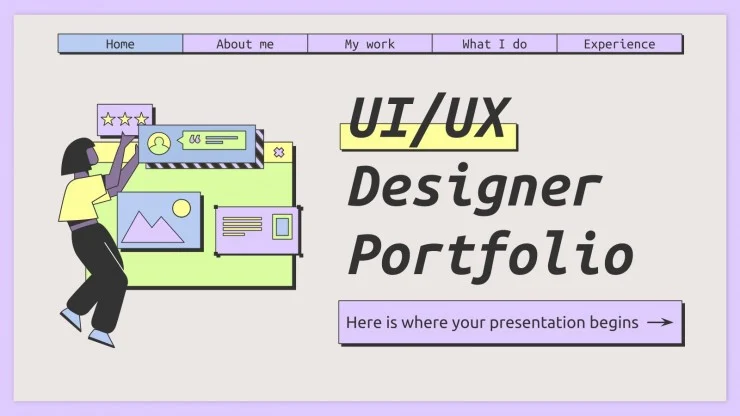 Home About me My work What I do Experience
UI/UX
Designer
Portfolio
Here is where your presentation begins